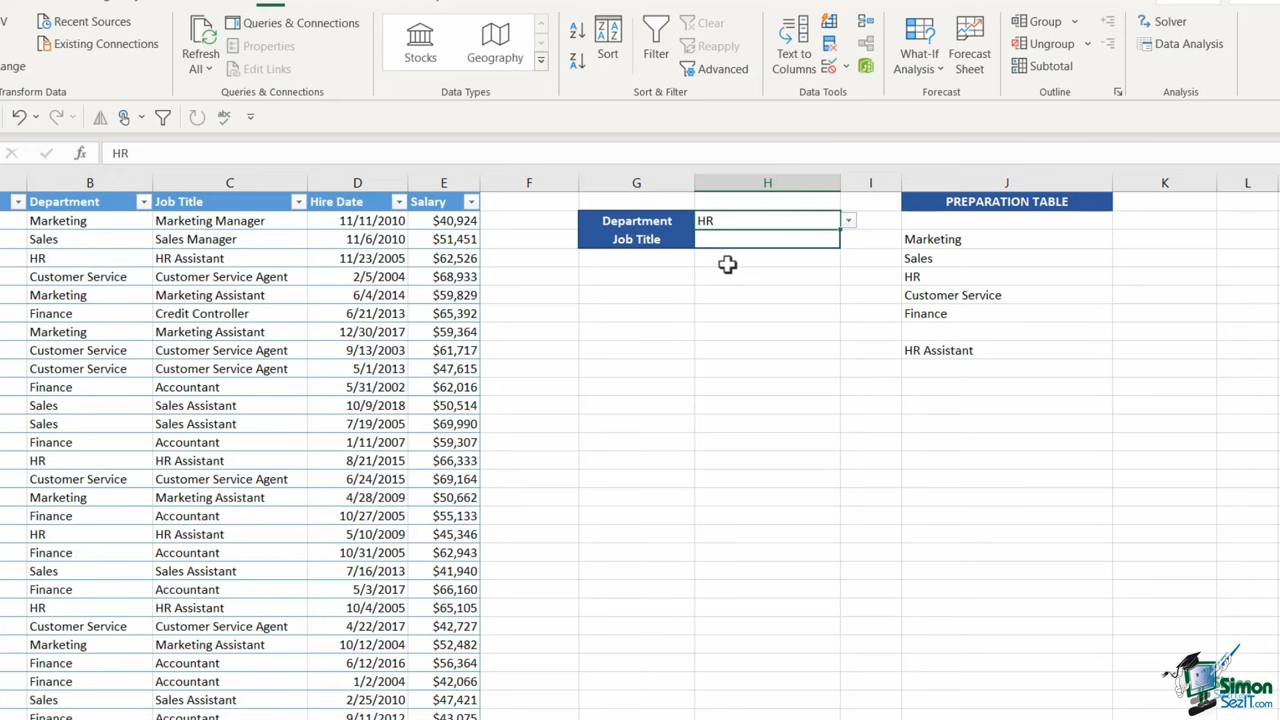 Recent Sources
Existing Connections
ange
Transform Data
Refresh All
Queries & Connections
Properties
Edit Links
Queries & Connections
Stocks
Geography
Data Types
Sort
Filter
Clear
Reapply
Advanced
Sort & Filter
Text to Columns
Data Tools
What-If Analysis
Forecast Sheet
Forecast
Group
Ungroup
Subtotal
Outline
Solver
Data Analysis
Analysis
abc
fx HR
B C D E F G H I J K L
Department Job Title Hire Date Salary PREPARATION TABLE
Marketing Marketing Manager 11/11/2010 $40,924 Department HR
Sales Sales Manager 11/6/2010 $51,451 Job Title Marketing
HR HR Assistant 11/23/2005 $62,526 Sales
Customer Service Customer Service Agent 2/5/2004 $68,933 HR
Marketing Marketing Assistant 6/4/2014 $59,829 Customer Service
Finance Credit Controller 6/21/2013 $65,392 Finance
Marketing Marketing Assistant 12/30/2017 $59,364
Customer Service Customer Service Agent 9/13/2003 $61,717 HR Assistant
Customer Service Customer Service Agent 5/1/2013 $47,615
Finance Accountant 5/31/2002 $62,016
Sales Sales Assistant 10/9/2018 $50,514
Sales Sales Assistant 7/19/2005 $69,990
Finance Accountant 1/11/2007 $59,307
HR HR Assistant 8/21/2015 $66,333
Customer Service Customer Service Agent 6/24/2015 $69,164
Marketing Marketing Assistant 4/28/2009 $50,662
Finance Accountant 10/27/2005 $55,133
HR HR Assistant 5/10/2009 $45,346
Finance Accountant 10/31/2005 $62,943
Sales Sales Assistant 7/16/2013 $41,940
Finance Accountant 5/3/2017 $66,160
HR HR Assistant 10/4/2005 $65,105
Customer Service Customer Service Agent 4/22/2017 $42,727
Marketing Marketing Assistant 10/12/2004 $52,482
Finance Accountant 6/12/2016 $56,364
Finance Accountant 1/2/2004 $42,066
Sales Sales Assistant 2/25/2010 $47,421
Finance Accountant 9/11/2012 $43,075
Simon
SezIT.com